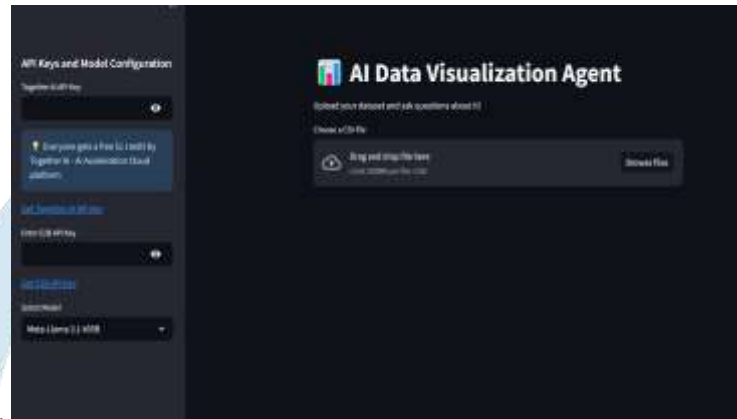 API Keys and Model Configuration
Together AI API Key
💡 Everyone gets a free $1 credit by
Together AI - AI Acceleration Cloud
platform
Get Together AI API Key
Enter E2B API Key
Get E2B API Key
Select Model
Meta-Llama 3.1 405B
📊 AI Data Visualization Agent
Upload your dataset and ask questions about it!
Choose a CSV file
Drag and drop file here
Limit 200MB per file • CSV
Browse files